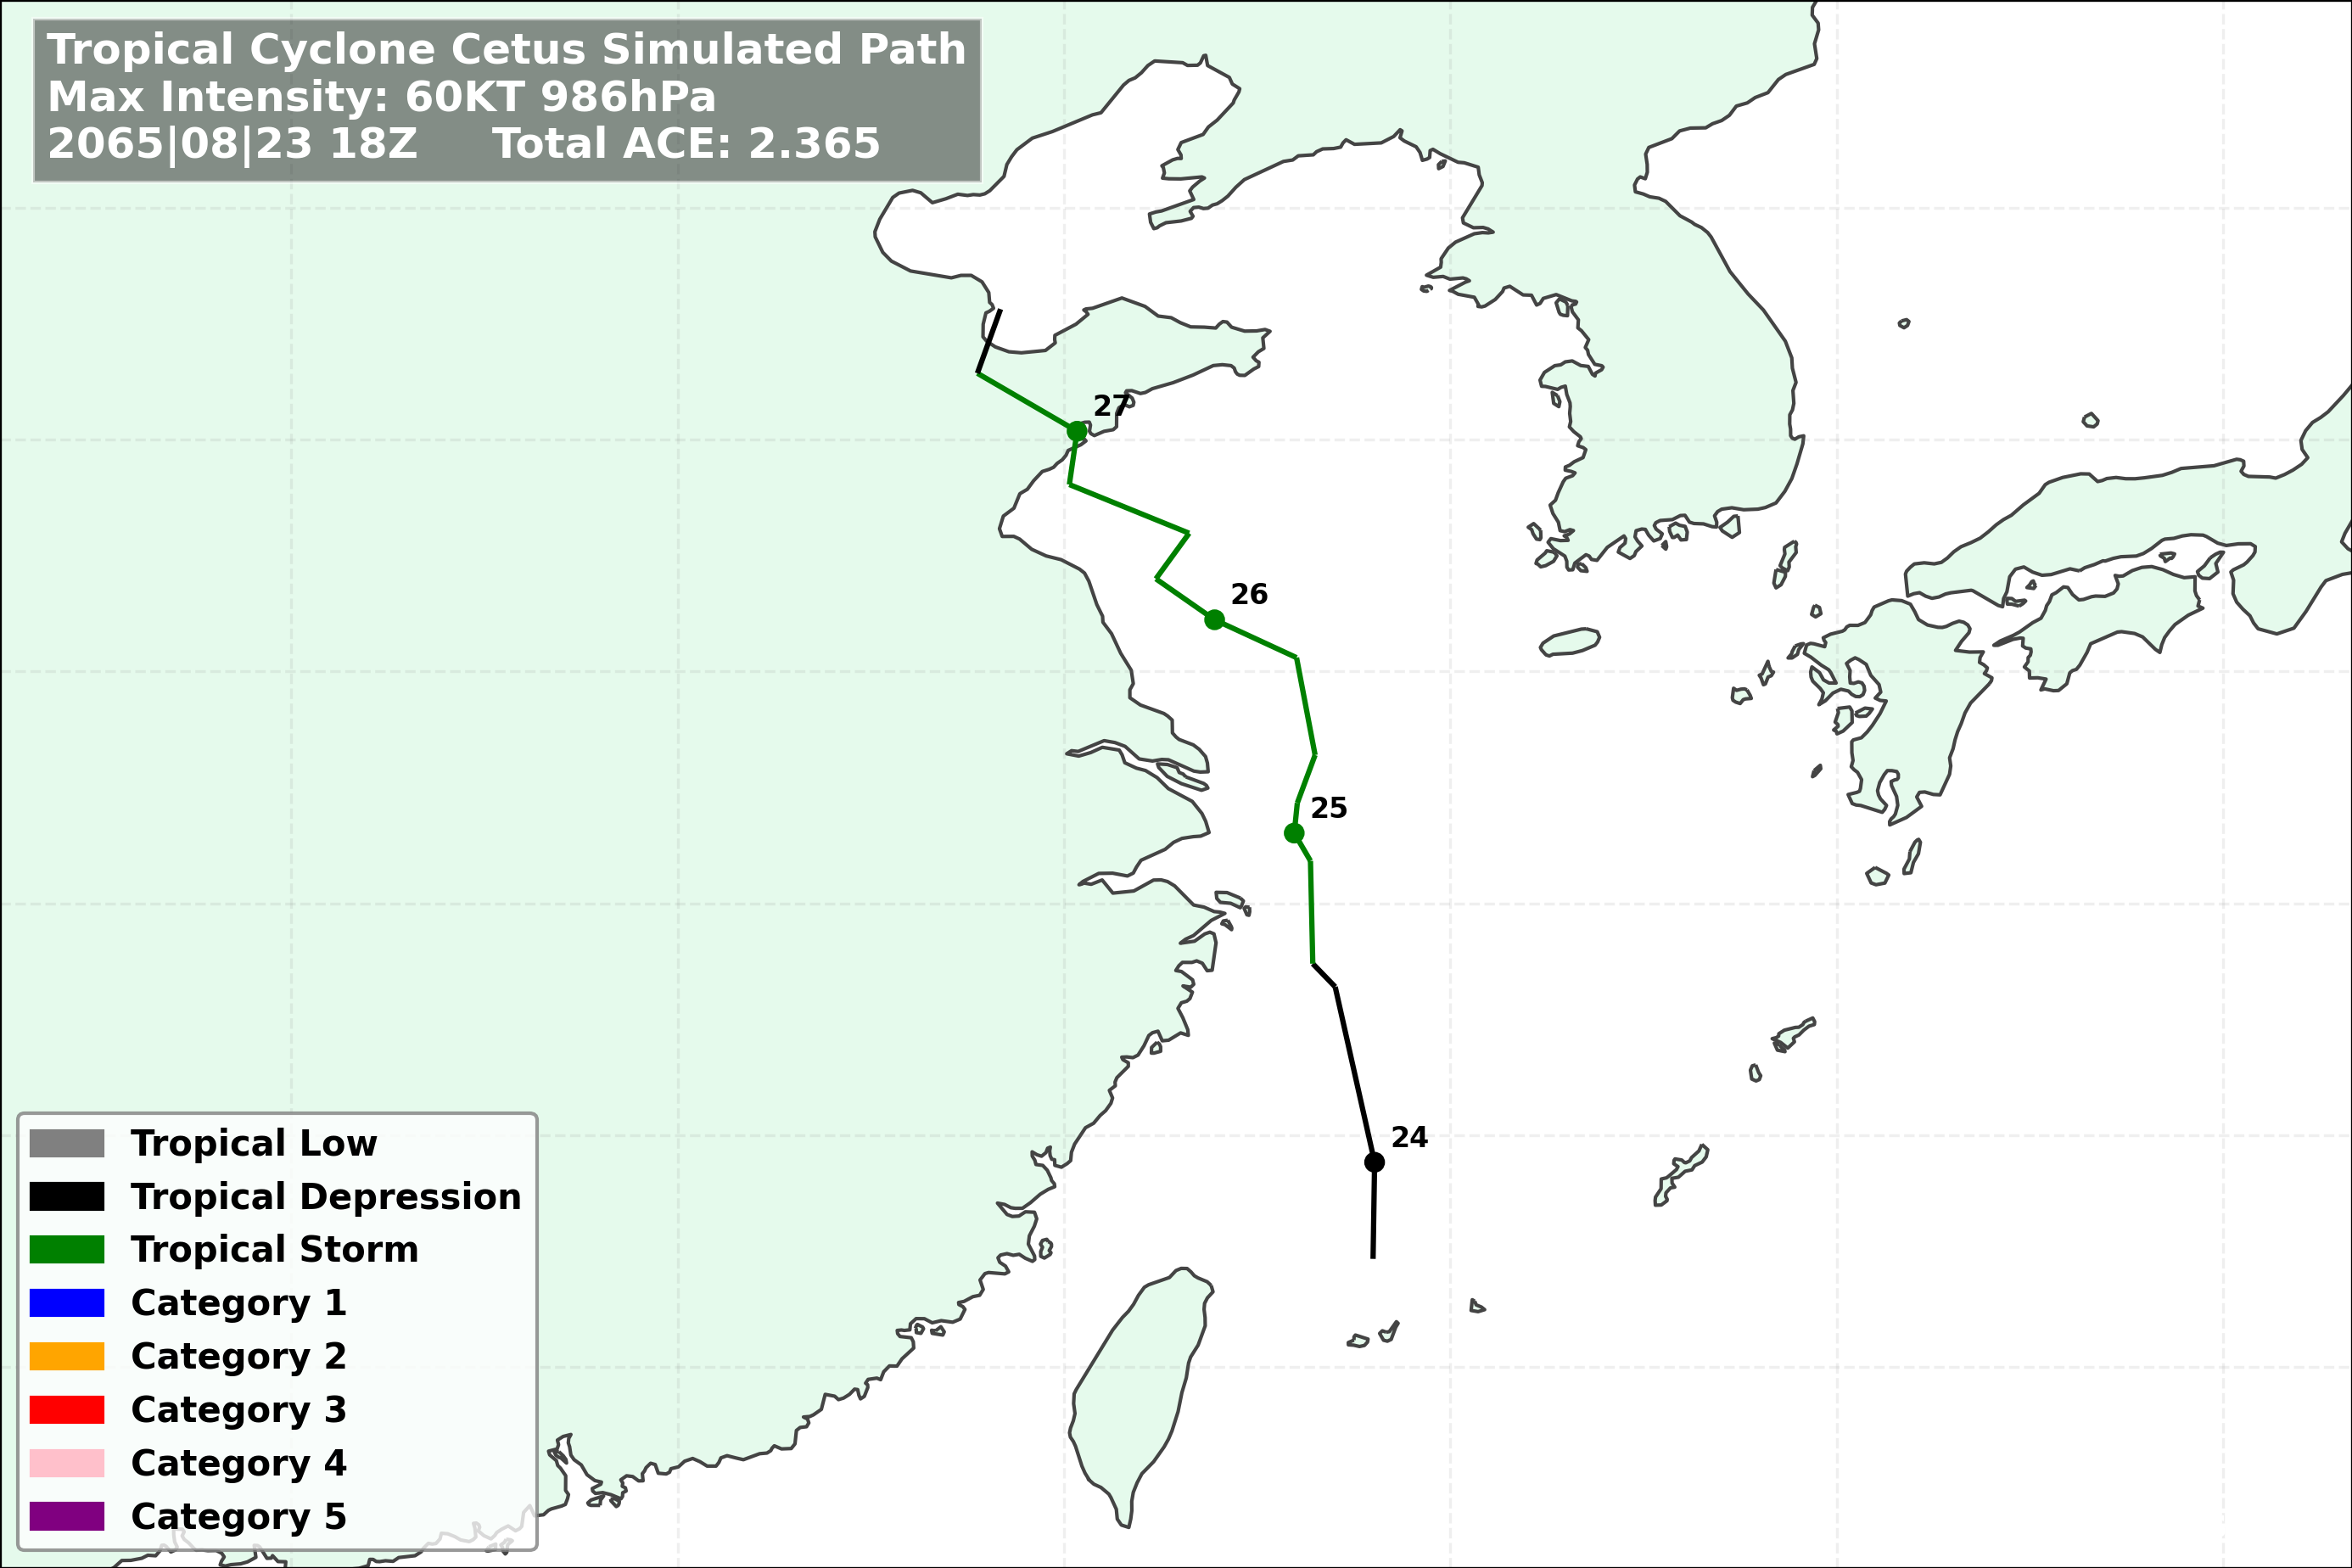 Tropical Cyclone Cetus Simulated Path
Max Intensity: 60KT 986hPa
2065|08|23 18Z Total ACE: 2.365
27
26
25
24
Tropical Low
Tropical Depression
Tropical Storm
Category 1
Category 2
Category 3
Category 4
Category 5